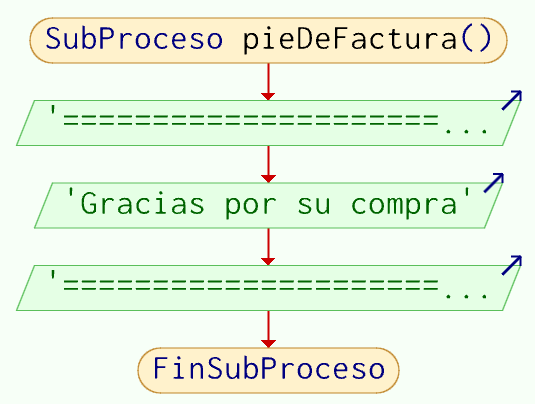 SubProceso pieDeFactura()
'=====================...
'Gracias por su compra'
'=====================...
FinSubProceso